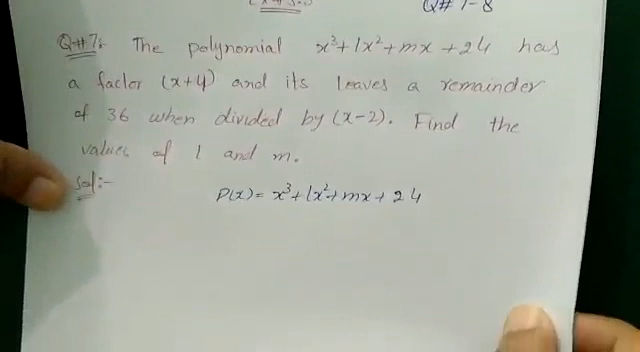 Q# 7-8
Q#7:- The polynomial x³+lx²+mx+24 has
a factor (x+4) and its leaves a remainder
of 36 when divided by (x-2). Find the
values of l and m.
Sol:-
P(x)= x³+lx²+mx+24